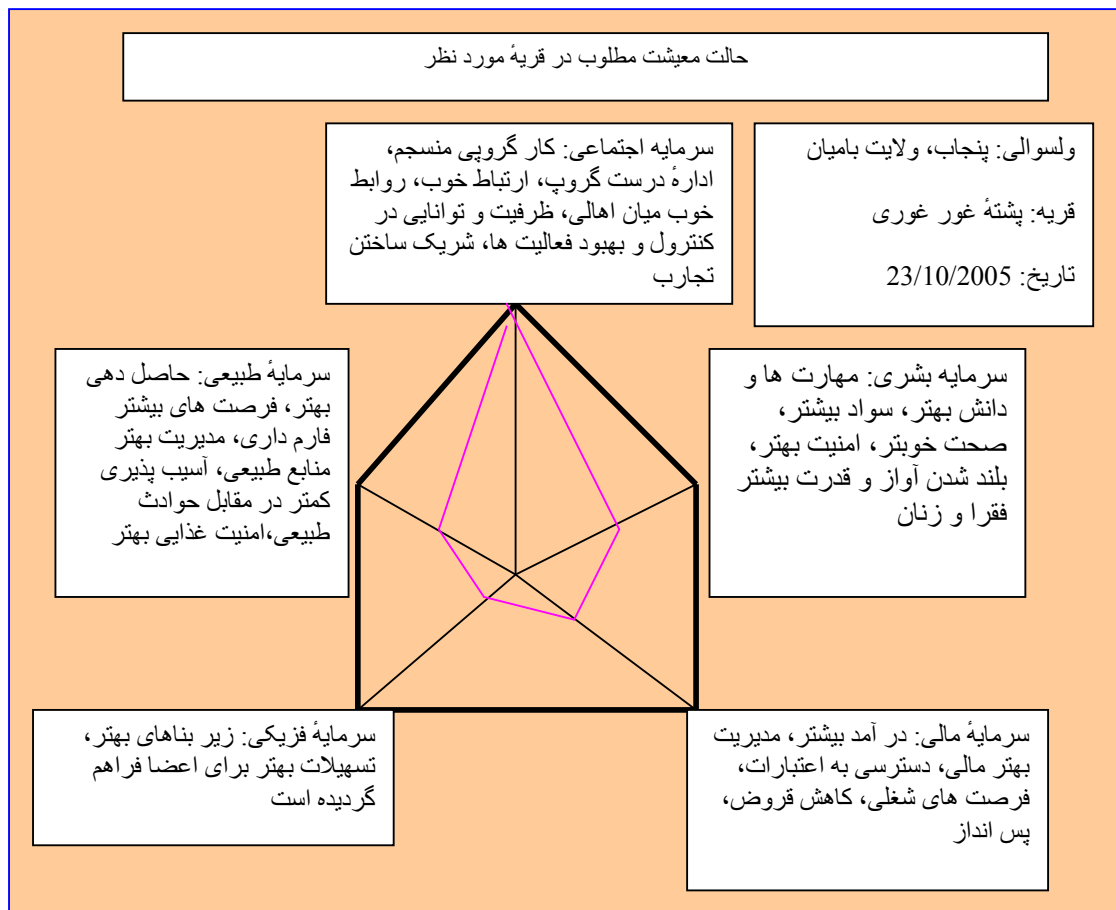 حالت معیشت مطلوب در قریهٔ مورد نظر
ولسوالی: پنجاب، ولایت بامیان
قریه: پشتهٔ غور غوری
تاریخ: 23/10/2005
سرمایه اجتماعی: کار گروپی منسجم،
ادارهٔ درست گروپ، ارتباط خوب، روابط
خوب میان اهالی، ظرفیت و توانایی در
کنترول و بهبود فعالیت ها، شریک ساختن
تجارب
سرمایه بشری: مهارت ها و
دانش بهتر، سواد بیشتر،
صحت خوبتر، امنیت بهتر،
بلند شدن آواز و قدرت بیشتر
فقرا و زنان
سرمایهٔ طبیعی: حاصل دهی
بهتر، فرصت های بیشتر
فارم داری، مدیریت بهتر
منابع طبیعی، آسیب پذیری
کمتر در مقابل حوادث
طبیعی،امنیت غذایی بهتر
سرمایهٔ مالی: در آمد بیشتر، مدیریت
بهتر مالی، دسترسی به اعتبارات،
فرصت های شغلی، کاهش قروض،
پس انداز
سرمایهٔ فزیکی: زیر بناهای بهتر،
تسهیلات بهتر برای اعضا فراهم
گردیده است